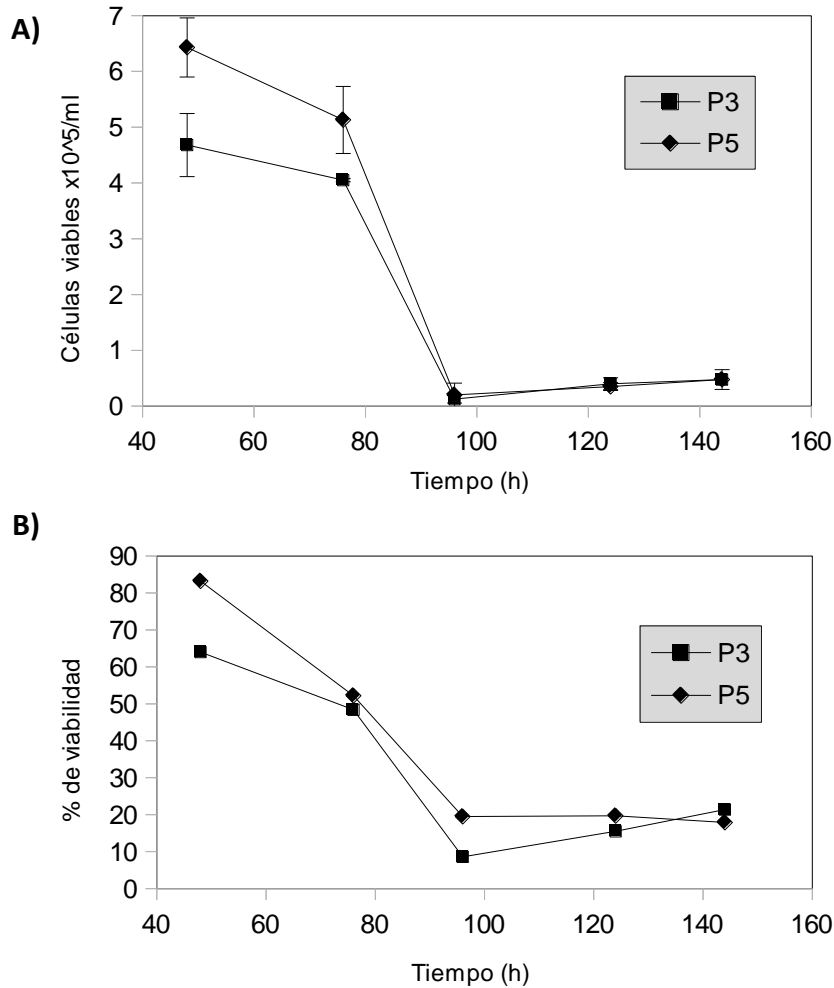 A)
Células viables x10^5/ml
7
6
5
4
3
2
1
0
P3
P5
40 60 80 100 120 140 160
Tiempo (h)
B)
% de viabilidad
90
80
70
60
50
40
30
20
10
0
P3
P5
40 60 80 100 120 140 160
Tiempo (h)